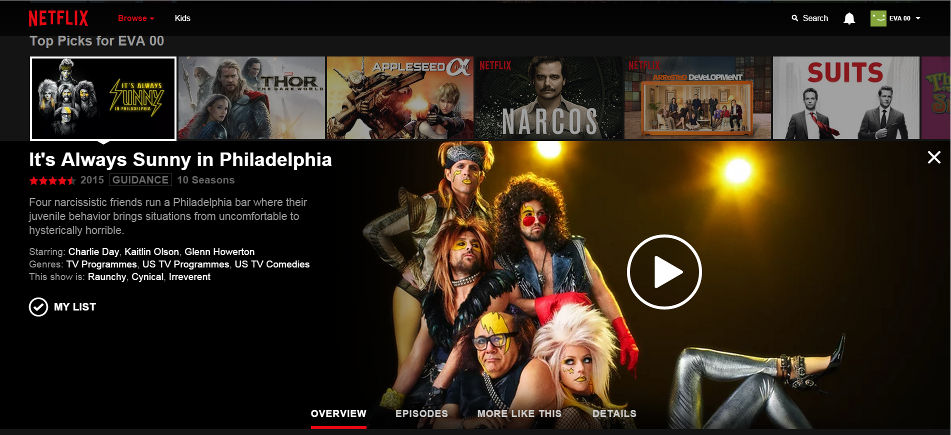 NETFLIX Browse Kids Search EVA 00
Top Picks for EVA 00
IT'S ALWAYS
SUNNY
IN PHILADELPHIA
THOR
THE DARK WORLD
APPLESEED α
NETFLIX
NARCOS
NETFLIX
ARRESTED DEVELOPMENT
SUITS
It's Always Sunny in Philadelphia
2015 GUIDANCE 10 Seasons
Four narcissistic friends run a Philadelphia bar where their
juvenile behavior brings situations from uncomfortable to
hysterically horrible.
Starring: Charlie Day, Kaitlin Olson, Glenn Howerton
Genres: TV Programmes, US TV Programmes, US TV Comedies
This show is: Raunchy, Cynical, Irreverent
MY LIST
OVERVIEW EPISODES MORE LIKE THIS DETAILS